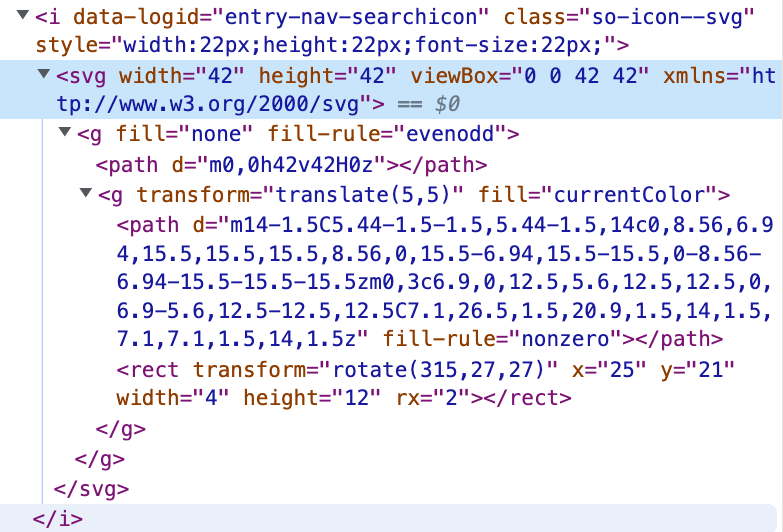 <i data-logid="entry-nav-searchicon" class="so-icon--svg"
style="width:22px;height:22px;font-size:22px;">
<svg width="42" height="42" viewBox="0 0 42 42" xmlns="ht
tp://www.w3.org/2000/svg"> == $0
<g fill="none" fill-rule="evenodd">
<path d="m0,0h42v42H0z"></path>
<g transform="translate(5,5)" fill="currentColor">
<path d="m14-1.5C5.44-1.5-1.5,5.44-1.5,14c0,8.56,6.9
4,15.5,15.5,15.5,8.56,0,15.5-6.94,15.5-15.5,0-8.56-
6.94-15.5-15.5-15.5zm0,3c6.9,0,12.5,5.6,12.5,12.5,0,
6.9-5.6,12.5-12.5,12.5C7.1,26.5,1.5,20.9,1.5,14,1.5,
7.1,7.1,1.5,14,1.5z" fill-rule="nonzero"></path>
<rect transform="rotate(315,27,27)" x="25" y="21"
width="4" height="12" rx="2"></rect>
</g>
</g>
</svg>
</i>